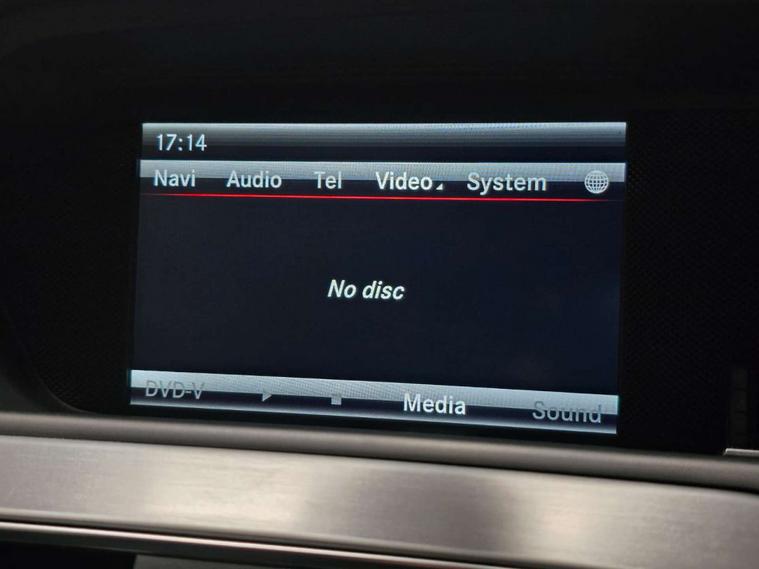 17:14
Navi Audio Tel Video System
No disc
DVD-V Media Sound